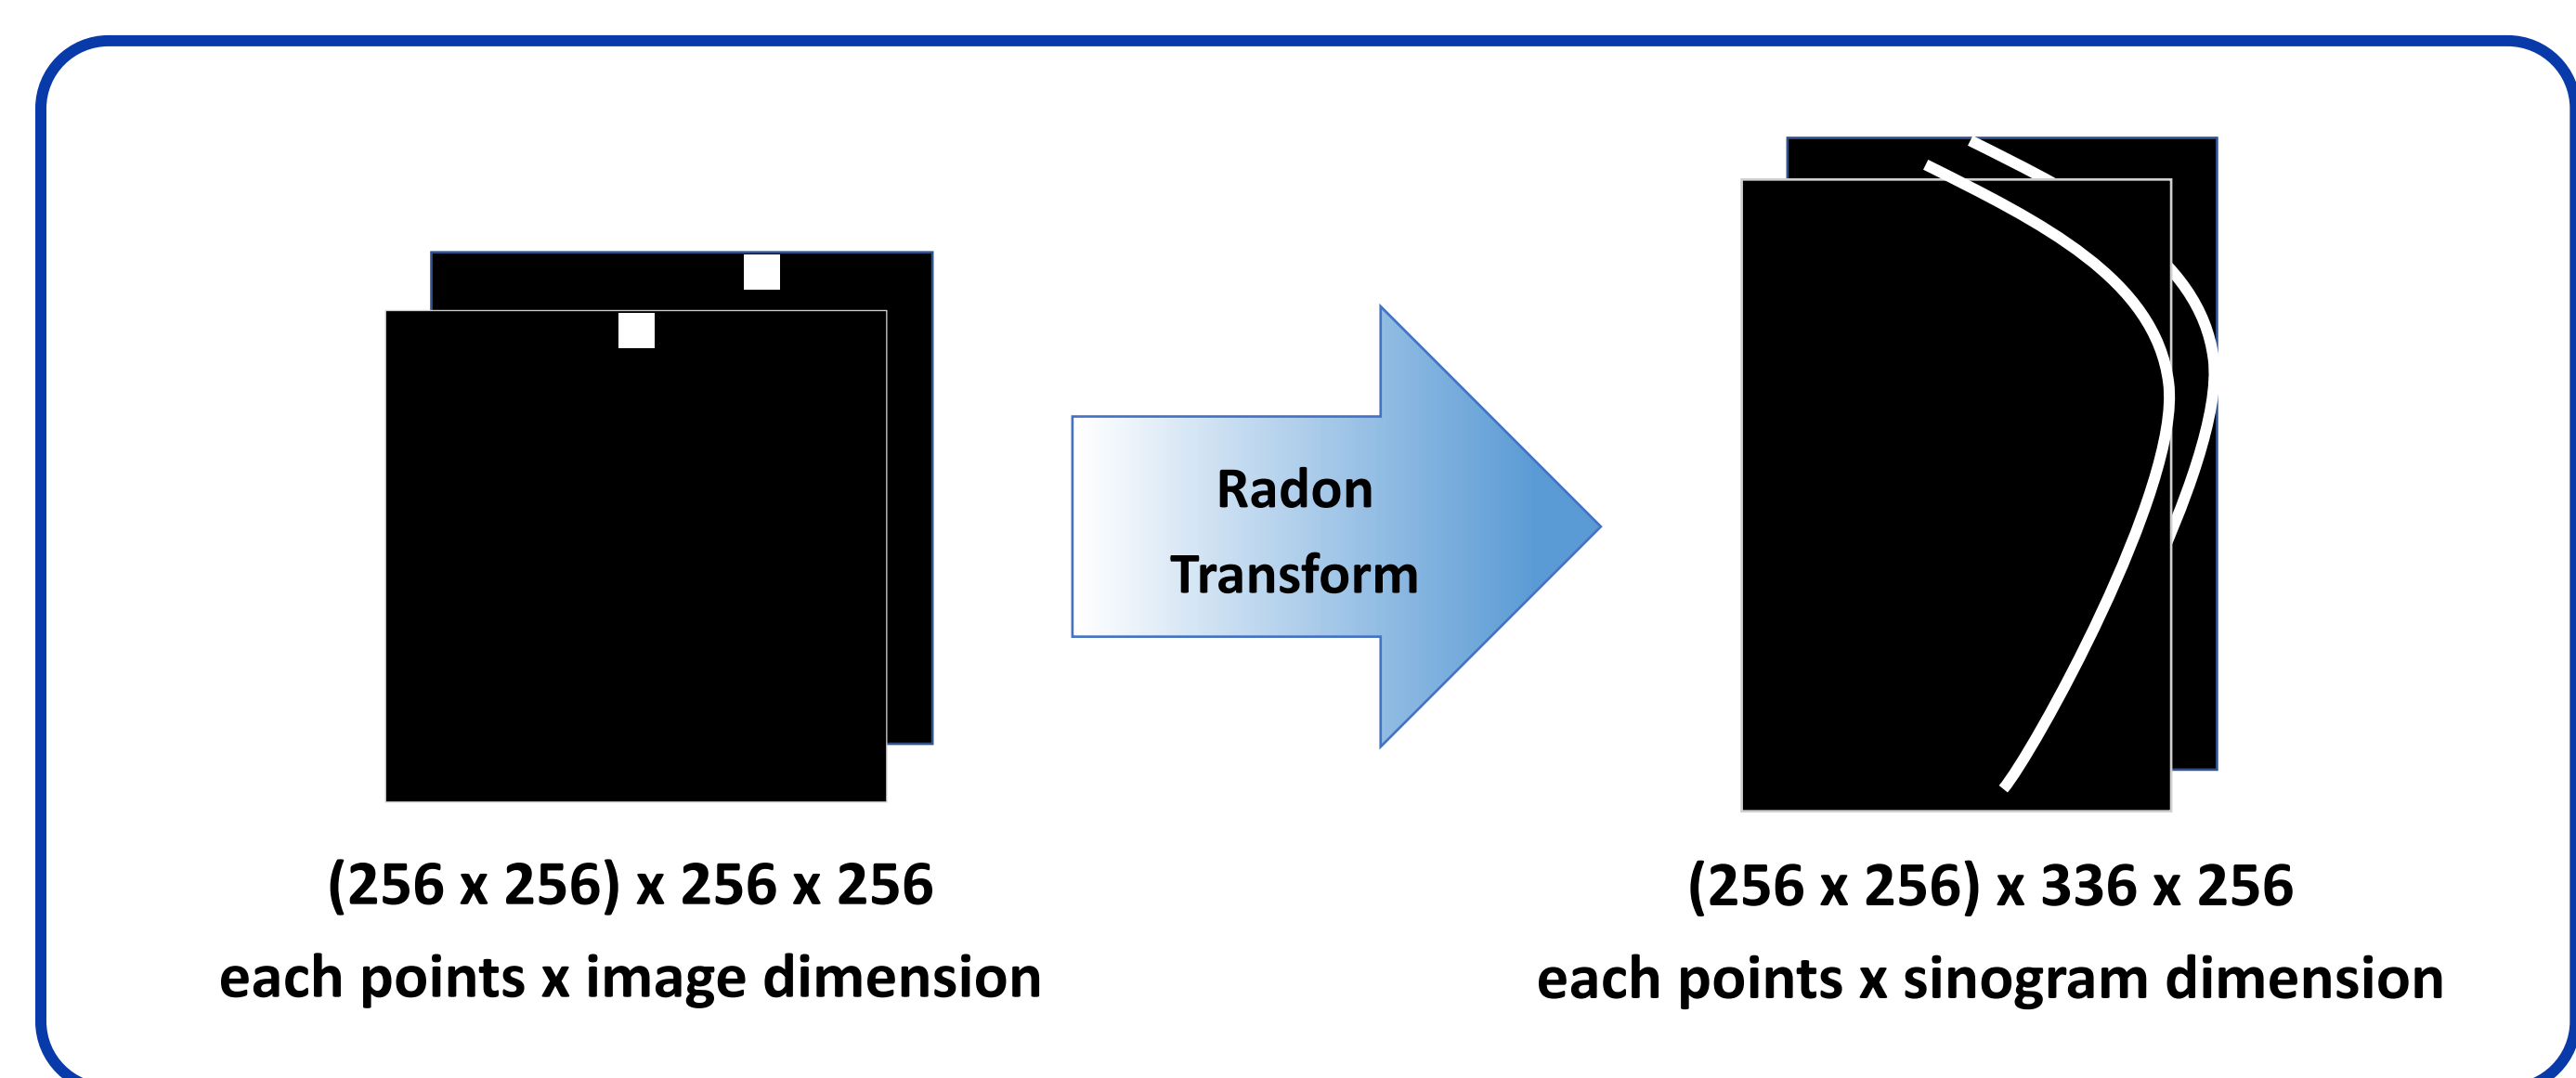 Radon
Transform
(256 x 256) x 256 x 256
each points x image dimension
(256 x 256) x 336 x 256
each points x sinogram dimension